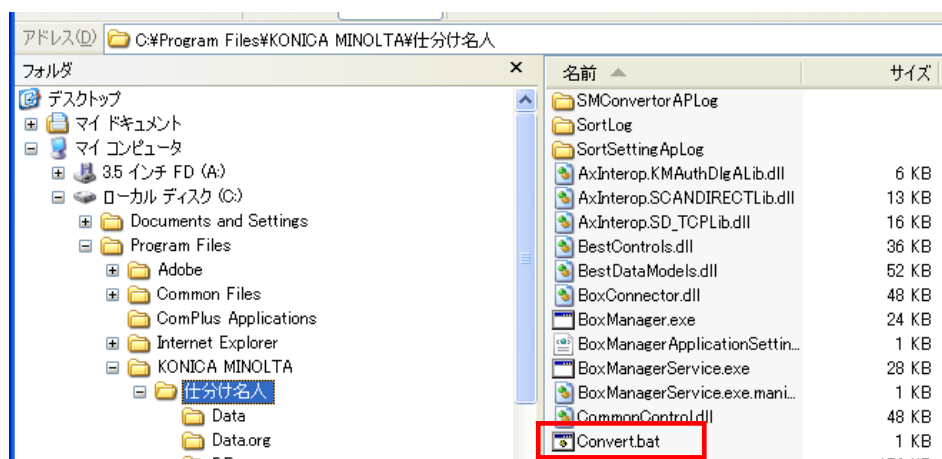 アドレス(D) C:¥Program Files¥KONICA MINOLTA¥仕分け名人
フォルダ ×
デスクトップ
マイ ドキュメント
マイ コンピュータ
3.5 インチ FD (A:)
ローカル ディスク (C:)
Documents and Settings
Program Files
Adobe
Common Files
ComPlus Applications
Internet Explorer
KONICA MINOLTA
仕分け名人
Data
Data.org
名前 サイズ
SMConvertorAPLog
SortLog
SortSettingApLog
AxInterop.KMAuthDlgALib.dll 6 KB
AxInterop.SCANDIRECTLib.dll 13 KB
AxInterop.SD_TCPLib.dll 16 KB
BestControls.dll 36 KB
BestDataModels.dll 52 KB
BoxConnector.dll 48 KB
BoxManager.exe 24 KB
BoxManagerApplicationSettin... 1 KB
BoxManagerService.exe 28 KB
BoxManagerService.exe.mani... 1 KB
CommonControl.dll 48 KB
Convert.bat 1 KB